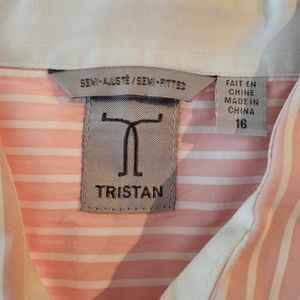 SEMI-AJUSTÉ / SEMI-FITTED
FAIT EN
CHINE
MADE IN
CHINA
16
TRISTAN